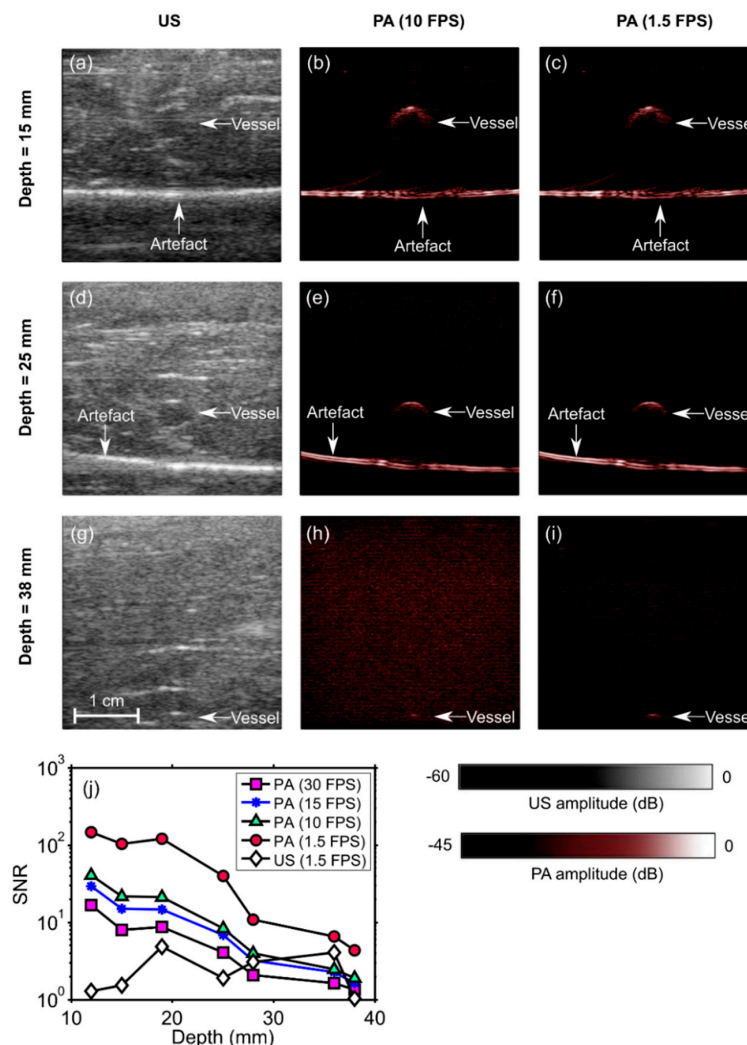 US PA (10 FPS) PA (1.5 FPS)
Depth = 15 mm
(a) Vessel Artefact
(b) Vessel Artefact
(c) Vessel Artefact
Depth = 25 mm
(d) Artefact Vessel
(e) Artefact Vessel
(f) Artefact Vessel
Depth = 38 mm
(g) 1 cm Vessel
(h) Vessel
(i) Vessel
(j)
SNR
10³
10²
10¹
10⁰
10 20 30 40
Depth (mm)
PA (30 FPS)
PA (15 FPS)
PA (10 FPS)
PA (1.5 FPS)
US (1.5 FPS)
-60 0
US amplitude (dB)
-45 0
PA amplitude (dB)